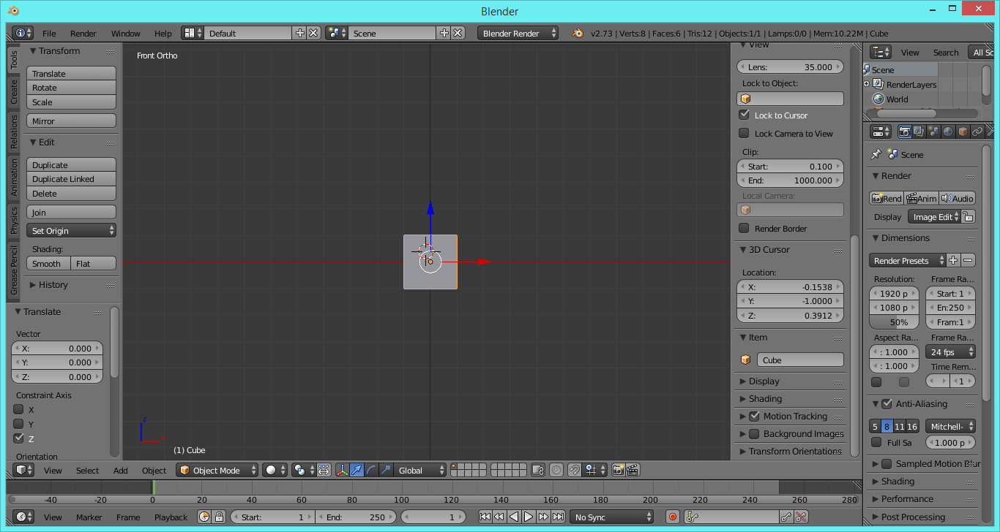 Blender
File Render Window Help Default Scene Blender Render v2.73 | Verts:8 | Faces:6 | Tris:12 | Objects:1/1 | Lamps:0/0 | Mem:10.22M | Cube
Tools
Create
Relations
Animation
Physics
Grease Pencil
Transform
Translate
Rotate
Scale
Mirror
Edit
Duplicate
Duplicate Linked
Delete
Join
Set Origin
Shading:
Smooth Flat
History
Translate
Vector
X: 0.000
Y: 0.000
Z: 0.000
Constraint Axis
X
Y
Z
Orientation
Front Ortho
z
x
(1) Cube
View
Lens: 35.000
Lock to Object:
Lock to Cursor
Lock Camera to View
Clip:
Start: 0.100
End: 1000.000
Local Camera:
Render Border
3D Cursor
Location:
X: -0.1538
Y: -1.0000
Z: 0.3912
Item
Cube
Display
Shading
Motion Tracking
Background Images
Transform Orientations
View Search All Sc
Scene
RenderLayers
World
Scene
Render
Rend Anim Audio
Display Image Edit
Dimensions
Render Presets
Resolution: Frame Ra...
1920 p Start: 1
1080 p En:250
50% Fram:1
Aspect Ra... Frame Ra...
: 1.000 24 fps
: 1.000 Time Rem...
1
Anti-Aliasing
5 8 11 16 Mitchell-
Full Sa 1.000 p
Sampled Motion Blur
Shading
Performance
Post Processing
View Select Add Object Object Mode Global
-40 -20 0 20 40 60 80 100 120 140 160 180 200 220 240 260 280
View Marker Frame Playback Start: 1 End: 250 1 No Sync